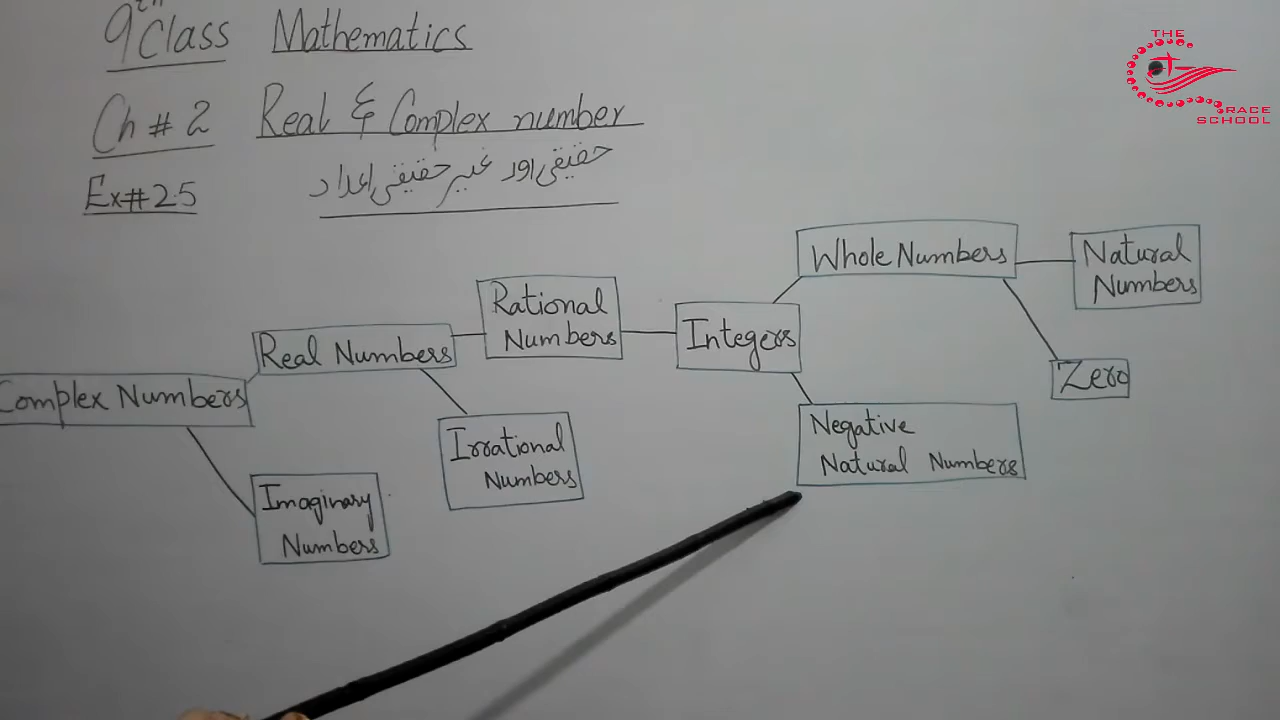 9th Class Mathematics
Ch # 2 Real & Complex number
Ex# 2.5 حقیقی اور غیر حقیقی اعداد
THE
GRACE
SCHOOL
Whole Numbers
Natural
Numbers
Rational
Numbers
Integers
Real Numbers
Zero
Complex Numbers
Negative
Natural Numbers
Irrational
Numbers
Imaginary
Numbers